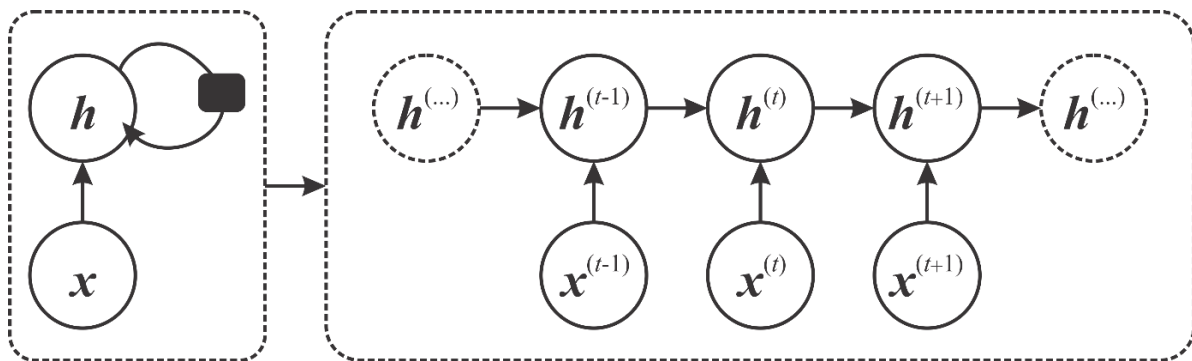 h
x
h^(...) h^(t-1) h^(t) h^(t+1) h^(...)
x^(t-1) x^(t) x^(t+1)